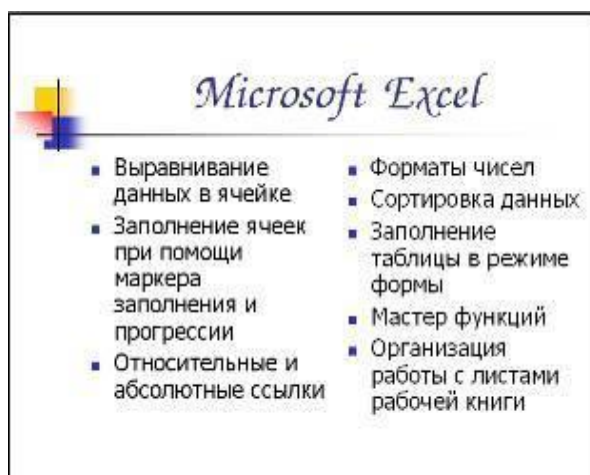 Microsoft Excel
Выравнивание
данных в ячейке
Заполнение ячеек
при помощи
маркера
заполнения и
прогрессии
Относительные и
абсолютные ссылки
Форматы чисел
Сортировка данных
Заполнение
таблицы в режиме
формы
Мастер функций
Организация
работы с листами
рабочей книги